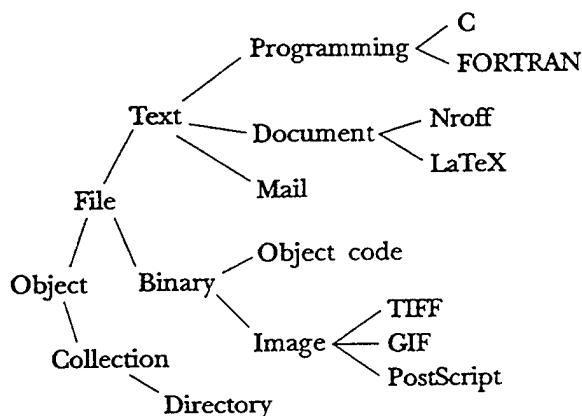 C
Programming
FORTRAN
Text
Nroff
Document
LaTeX
Mail
File
Object code
Object
Binary
TIFF
Image
GIF
Collection
PostScript
Directory